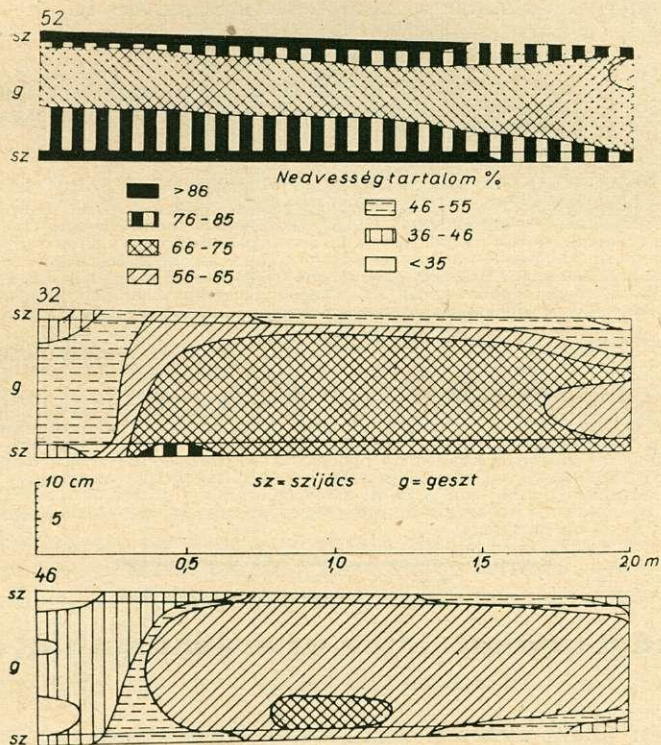 52
sz
g
sz
Nedvességtartalom %
>86
76-85
66-75
56-65
46-55
36-46
<35
32
sz
g
sz
10 cm
5
sz= szíjács g= geszt
0,5 1,0 1,5 2,0 m
46
sz
g
sz